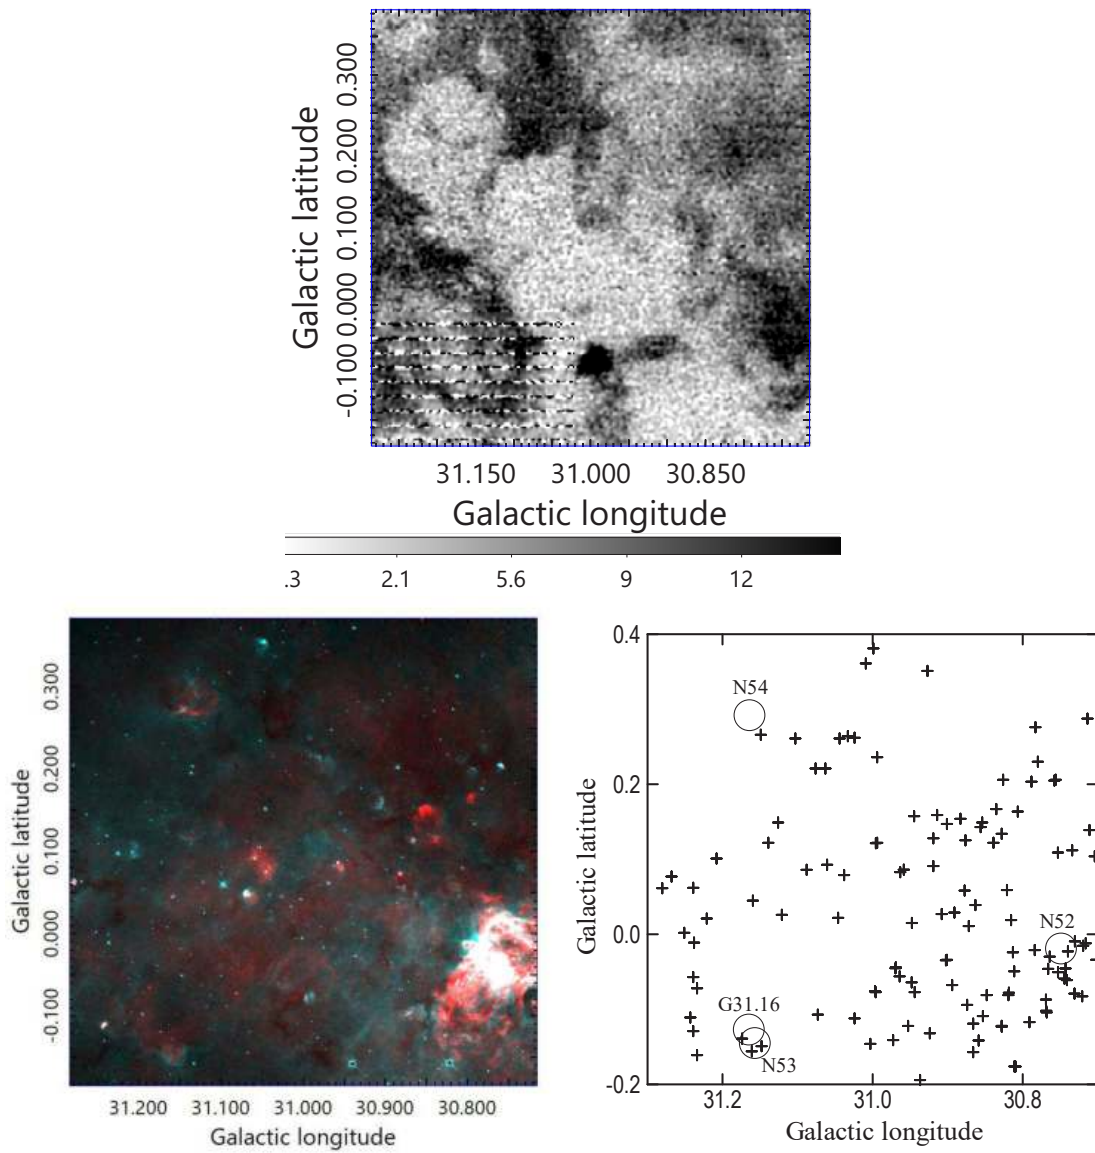 0.300
0.200
0.100
0.000
-0.100
Galactic latitude
31.150 31.000 30.850
Galactic longitude
.3 2.1 5.6 9 12
0.300
0.200
0.100
0.000
-0.100
Galactic latitude
31.200 31.100 31.000 30.900 30.800
Galactic longitude
0.4
N54
0.2
Galactic latitude
N52
0.0
G31.16
N53
-0.2
31.2 31.0 30.8
Galactic longitude